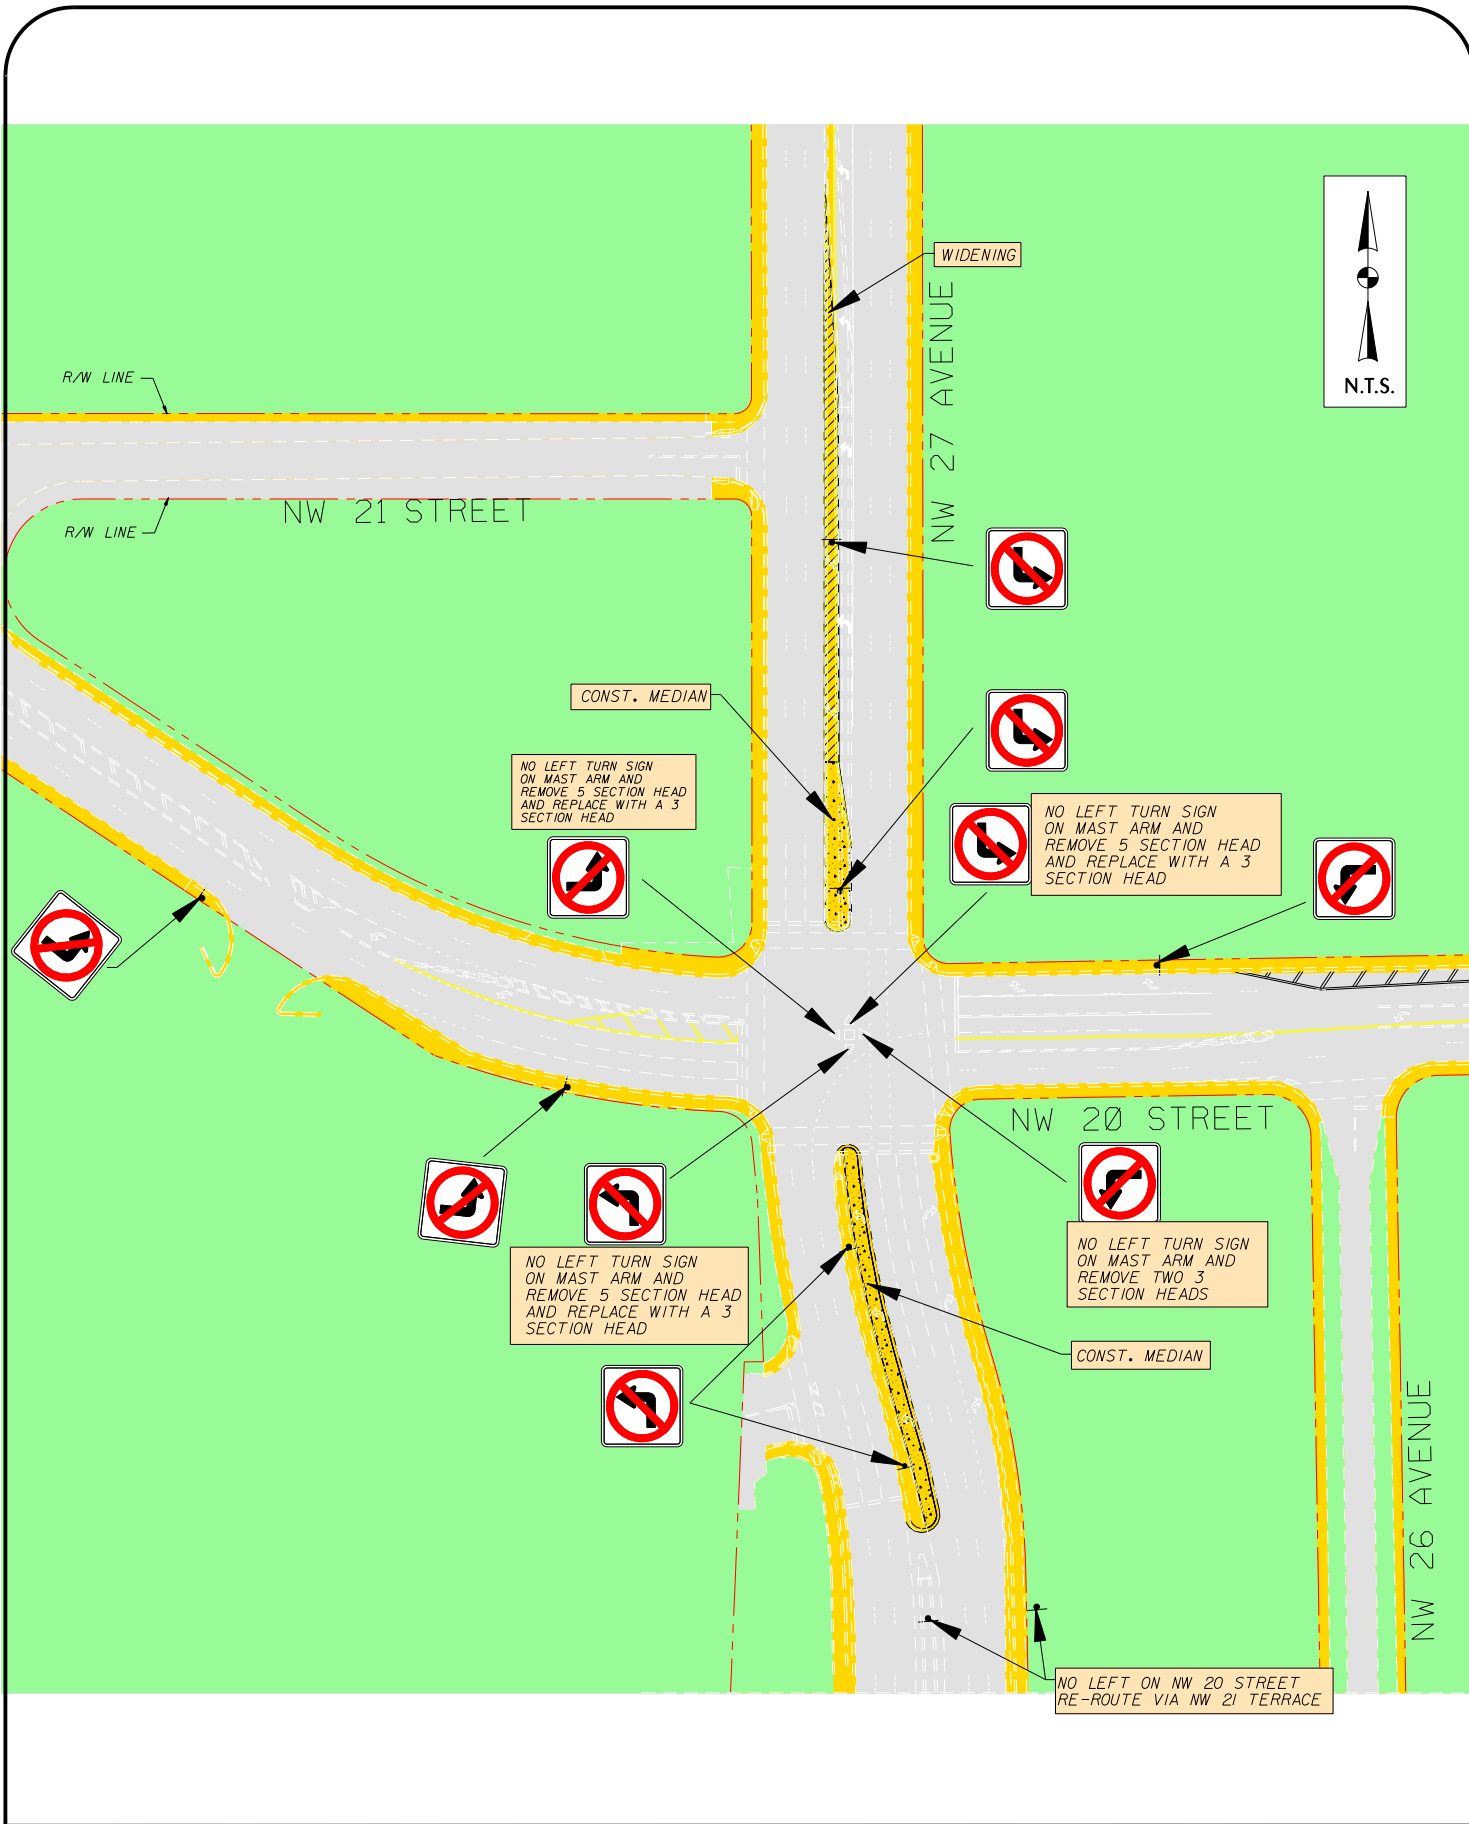 WIDENING
NW 27 AVENUE
N.T.S.
R/W LINE
NW 21 STREET
R/W LINE
CONST. MEDIAN
NO LEFT TURN SIGN
ON MAST ARM AND
REMOVE 5 SECTION HEAD
AND REPLACE WITH A 3
SECTION HEAD
NO LEFT TURN SIGN
ON MAST ARM AND
REMOVE 5 SECTION HEAD
AND REPLACE WITH A 3
SECTION HEAD
NW 20 STREET
NO LEFT TURN SIGN
ON MAST ARM AND
REMOVE 5 SECTION HEAD
AND REPLACE WITH A 3
SECTION HEAD
NO LEFT TURN SIGN
ON MAST ARM AND
REMOVE TWO 3
SECTION HEADS
CONST. MEDIAN
NW 26 AVENUE
NO LEFT ON NW 20 STREET
RE-ROUTE VIA NW 21 TERRACE